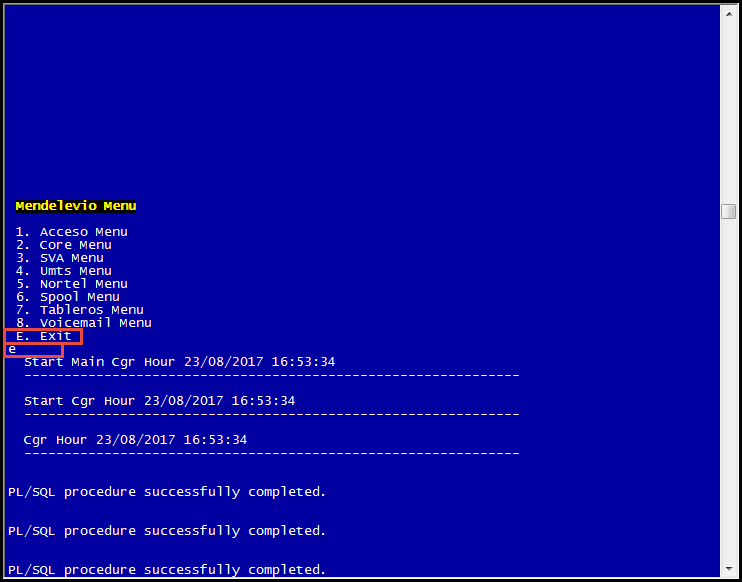 Mendelevio Menu
1. Acceso Menu
2. Core Menu
3. SVA Menu
4. Umts Menu
5. Nortel Menu
6. Spool Menu
7. Tableros Menu
8. Voicemail Menu
E. Exit
e
Start Main Cgr Hour 23/08/2017 16:53:34
--------------------------------------------------------------
Start Cgr Hour 23/08/2017 16:53:34
--------------------------------------------------------------
Cgr Hour 23/08/2017 16:53:34
--------------------------------------------------------------
PL/SQL procedure successfully completed.
PL/SQL procedure successfully completed.
PL/SQL procedure successfully completed.